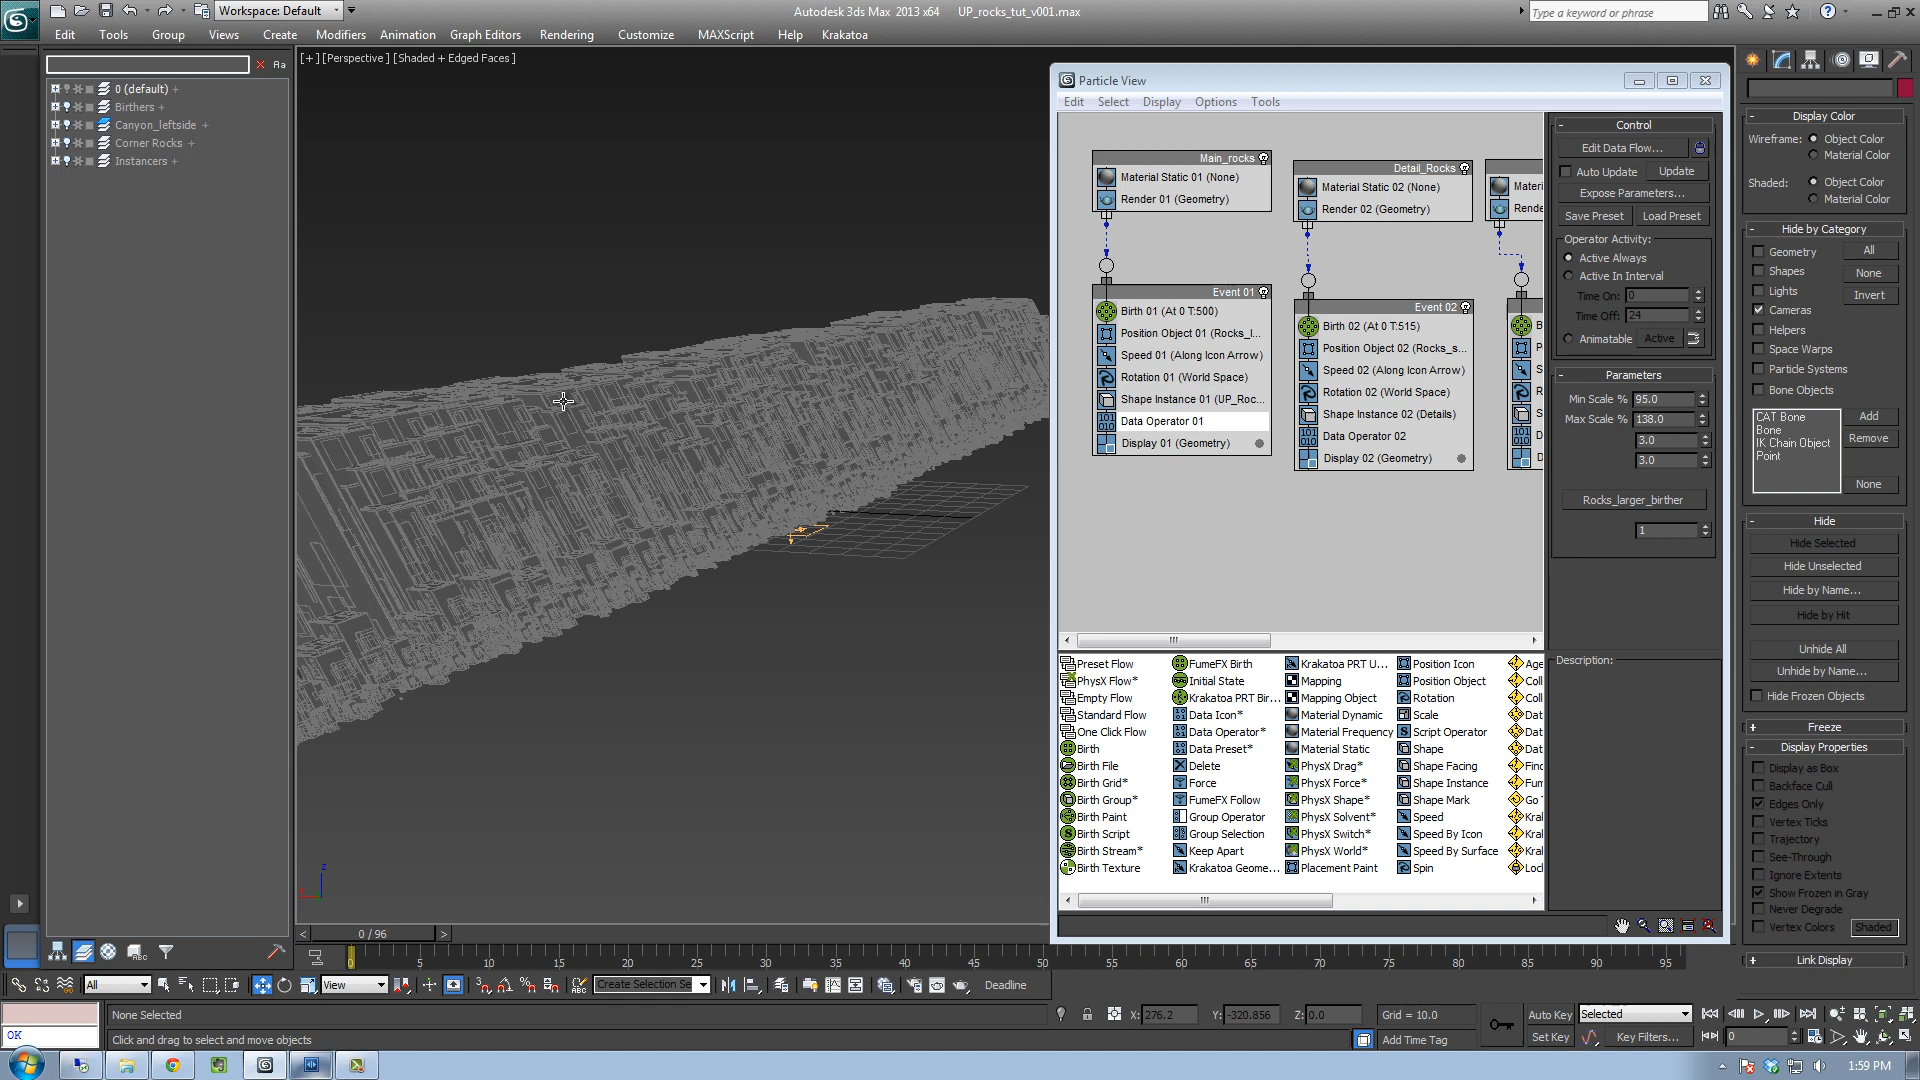 Workspace: Default
Autodesk 3ds Max 2013 x64 UP_rocks_tut_v001.max
Type a keyword or phrase
Edit Tools Group Views Create Modifiers Animation Graph Editors Rendering Customize MAXScript Help Krakatoa
Aa
0 (default)
Birthers
Canyon_leftside
Corner Rocks
Instancers
[+] [Perspective] [Shaded + Edged Faces]
Particle View
Edit Select Display Options Tools
Main_rocks
Material Static 01 (None)
Render 01 (Geometry)
Event 01
Birth 01 (At 0 T:500)
Position Object 01 (Rocks_l...
Speed 01 (Along Icon Arrow)
Rotation 01 (World Space)
Shape Instance 01 (UP_Roc...
Data Operator 01
Display 01 (Geometry)
Detail_Rocks
Material Static 02 (None)
Render 02 (Geometry)
Event 02
Birth 02 (At 0 T:515)
Position Object 02 (Rocks_s...
Speed 02 (Along Icon Arrow)
Rotation 02 (World Space)
Shape Instance 02 (Details)
Data Operator 02
Display 02 (Geometry)
Materi
Rende
Control
Edit Data Flow...
Auto Update Update
Expose Parameters...
Save Preset Load Preset
Operator Activity:
Active Always
Active In Interval
Time On: 0
Time Off: 24
Animatable Active
Parameters
Min Scale % 95.0
Max Scale % 138.0
3.0
3.0
Rocks_larger_birther
1
Description:
Preset Flow
PhysX Flow*
Empty Flow
Standard Flow
One Click Flow
Birth
Birth File
Birth Grid*
Birth Group*
Birth Paint
Birth Script
Birth Stream*
Birth Texture
FumeFX Birth
Initial State
Krakatoa PRT Bir...
Data Icon*
Data Operator*
Data Preset*
Delete
Force
FumeFX Follow
Group Operator
Group Selection
Keep Apart
Krakatoa Geome...
Krakatoa PRT U...
Mapping
Mapping Object
Material Dynamic
Material Frequency
Material Static
PhysX Drag*
PhysX Force*
PhysX Shape*
PhysX Solvent*
PhysX Switch*
PhysX World*
Placement Paint
Position Icon
Position Object
Rotation
Scale
Script Operator
Shape
Shape Facing
Shape Instance
Shape Mark
Speed
Speed By Icon
Speed By Surface
Spin
Age
Coll
Coll
Dat
Dat
Dat
Find
Fum
Go
Kral
Kral
Kral
Loc
Display Color
Wireframe: Object Color
Material Color
Shaded: Object Color
Material Color
Hide by Category
Geometry All
Shapes None
Lights Invert
Cameras
Helpers
Space Warps
Particle Systems
Bone Objects
CAT Bone
Bone
IK Chain Object
Point
Add
Remove
None
Hide
Hide Selected
Hide Unselected
Hide by Name...
Hide by Hit
Unhide All
Unhide by Name...
Hide Frozen Objects
Freeze
Display Properties
Display as Box
Backface Cull
Edges Only
Vertex Ticks
Trajectory
See-Through
Ignore Extents
Show Frozen in Gray
Never Degrade
Vertex Colors Shaded
Link Display
0 / 96
5 10 15 20 25 30 35 40 45 50 55 60 65 70 75 80 85 90 95
All View Create Selection Se Deadline
None Selected X: 276.2 Y: -320.856 Z: 0.0 Grid = 10.0 Auto Key Selected
OK Click and drag to select and move objects Add Time Tag Set Key Key Filters... 0
1:59 PM